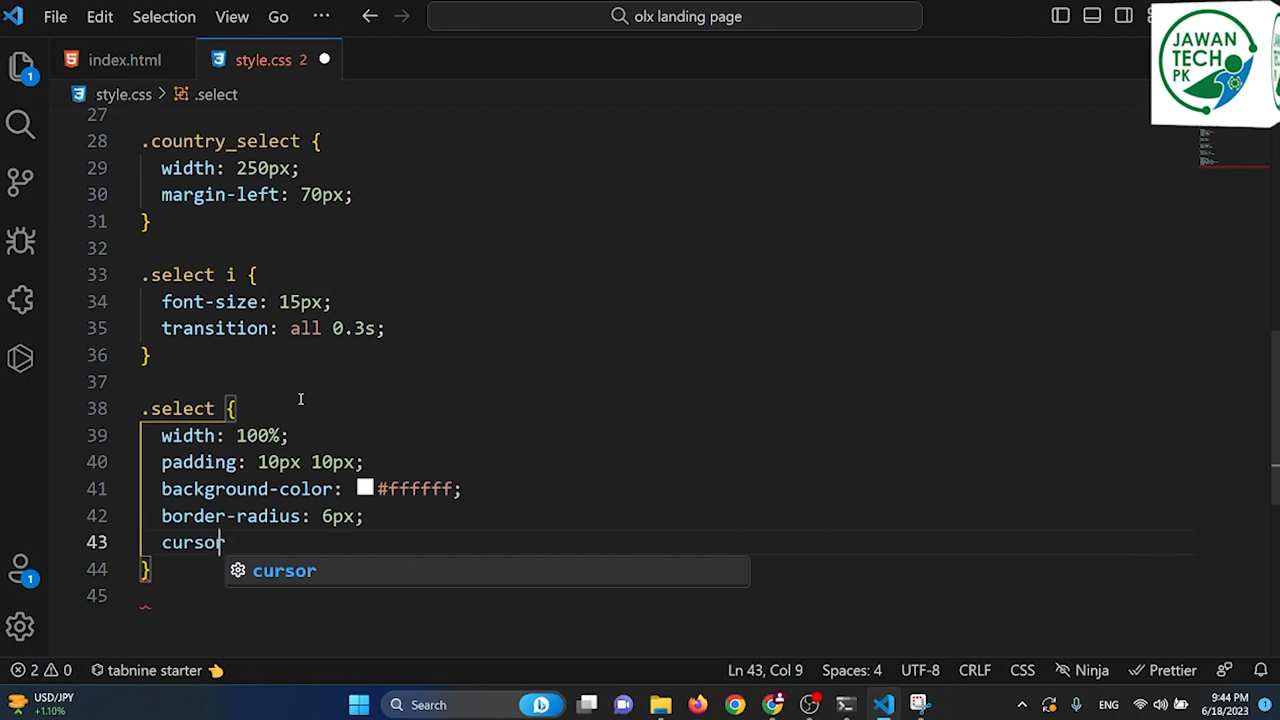 File Edit Selection View Go ···
olx landing page
JAWAN
TECH
PK
index.html
style.css 2
style.css > .select
27
28 .country_select {
29 width: 250px;
30 margin-left: 70px;
31 }
32
33 .select i {
34 font-size: 15px;
35 transition: all 0.3s;
36 }
37
38 .select {
39 width: 100%;
40 padding: 10px 10px;
41 background-color: #ffffff;
42 border-radius: 6px;
43 cursor
44 }
cursor
45
1
1
2 0 tabnine starter Ln 43, Col 9 Spaces: 4 UTF-8 CRLF CSS Ninja Prettier
USD/JPY
+1.10%
Search
ENG
9:44 PM
6/18/2023
1